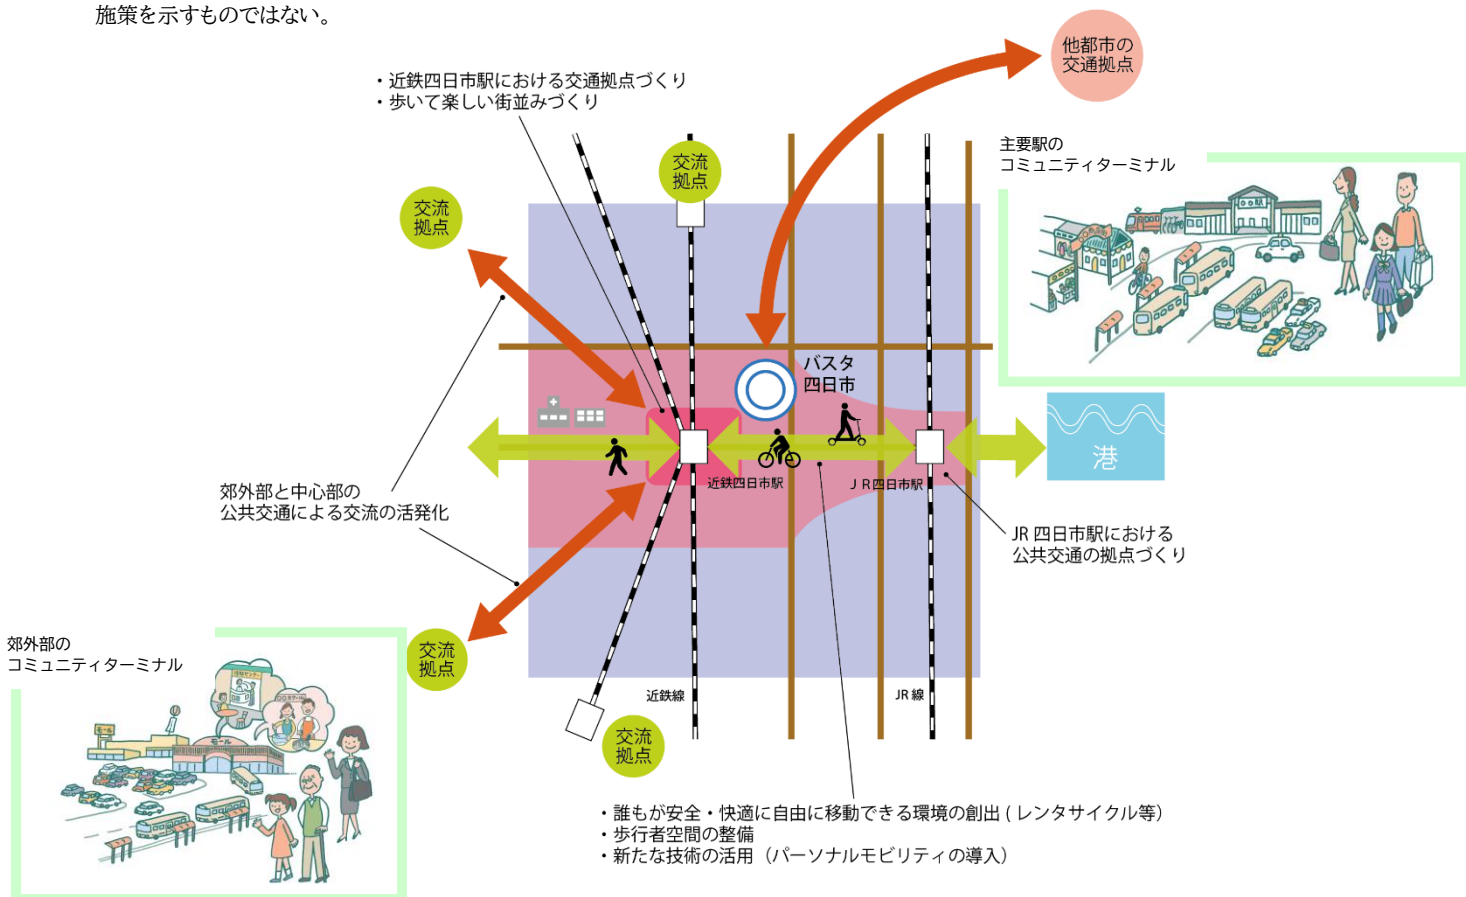 施策を示すものではない。
他都市の
交通拠点
・近鉄四日市駅における交通拠点づくり
・歩いて楽しい街並みづくり
主要駅の
コミュニティターミナル
交流
拠点
交流
拠点
バスタ
四日市
港
近鉄四日市駅
ＪＲ四日市駅
郊外部と中心部の
公共交通による交流の活発化
JR 四日市駅における
公共交通の拠点づくり
郊外部の
コミュニティターミナル
交流
拠点
近鉄線
JR 線
交流
拠点
モール
モール
・誰もが安全・快適に自由に移動できる環境の創出 ( レンタサイクル等）
・歩行者空間の整備
・新たな技術の活用（パーソナルモビリティの導入）